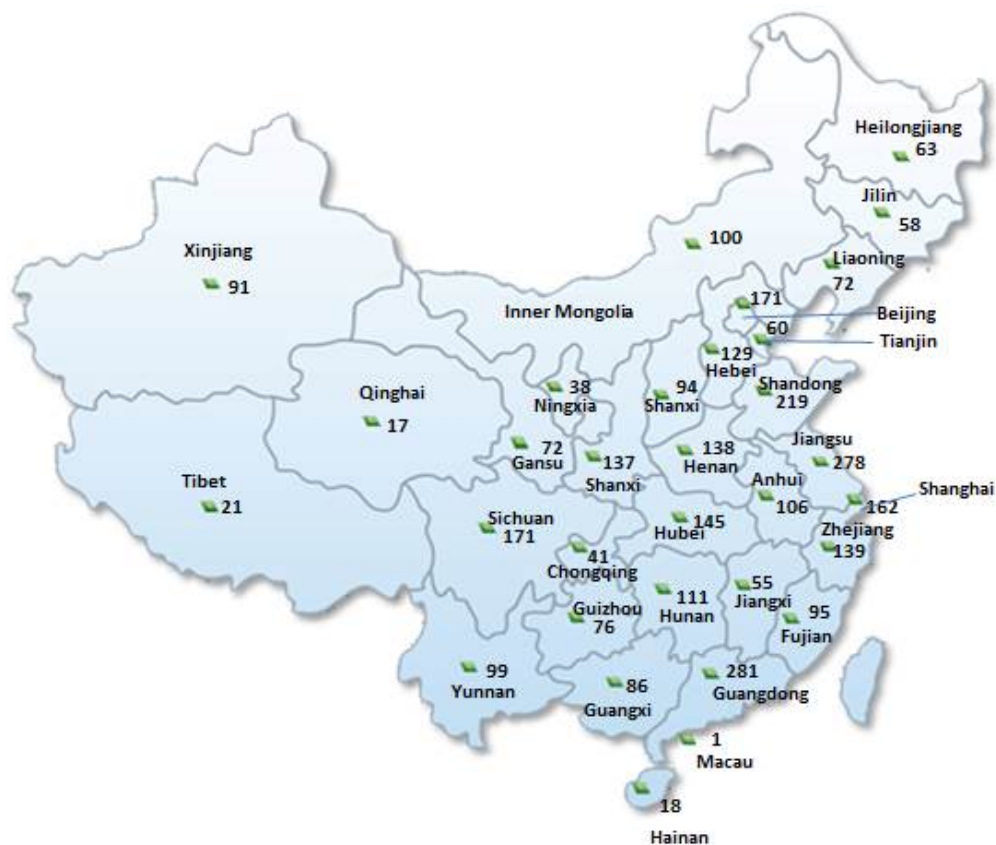 Heilongjiang
63
Jilin
58
Xinjiang
91
100
Liaoning
72
171
Beijing
Inner Mongolia
60
Tianjin
129
Hebei
Qinghai
17
38
Ningxia
94
Shanxi
Shandong
219
72
Gansu
137
Shanxi
138
Henan
Jiangsu
278
Tibet
21
Anhui
106
Shanghai
162
Sichuan
171
145
Hubei
Zhejiang
139
41
Chongqing
Guizhou
76
111
Hunan
55
Jiangxi
95
Fujian
99
Yunnan
86
Guangxi
281
Guangdong
1
Macau
18
Hainan